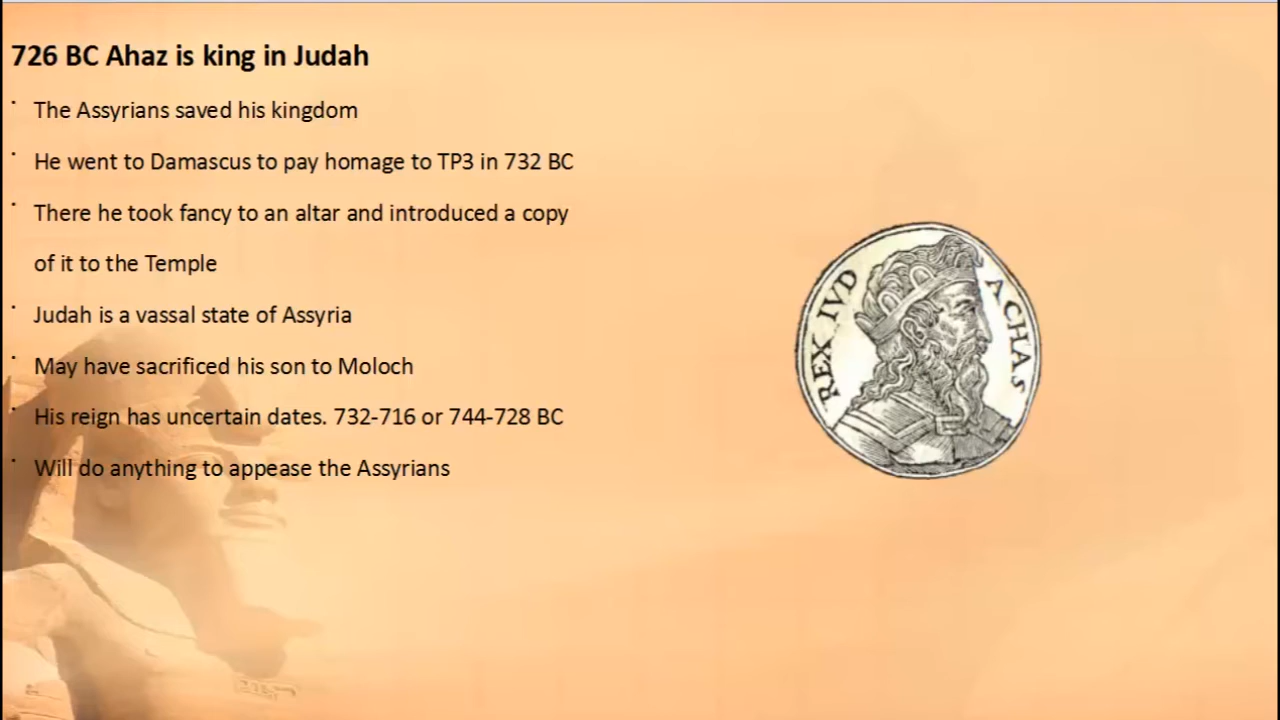 726 BC Ahaz is king in Judah
The Assyrians saved his kingdom
He went to Damascus to pay homage to TP3 in 732 BC
There he took fancy to an altar and introduced a copy
of it to the Temple
Judah is a vassal state of Assyria
May have sacrificed his son to Moloch
His reign has uncertain dates. 732-716 or 744-728 BC
Will do anything to appease the Assyrians
REX IVD ACHAS